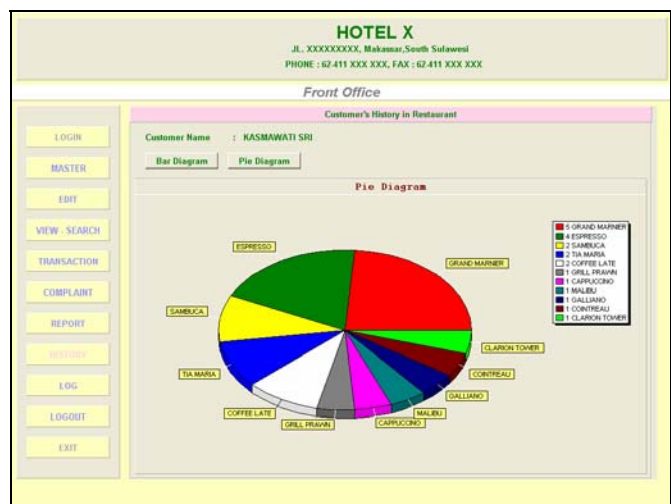 HOTEL X
JL. XXXXXXXXX, Makassar,South Sulawesi
PHONE : 62-411 XXX XXX, FAX : 62-411 XXX XXX
Front Office
LOGIN
MASTER
EDIT
VIEW - SEARCH
TRANSACTION
COMPLAINT
REPORT
HISTORY
LOG
LOGOUT
EXIT
Customer's History in Restaurant
Customer Name : KASMAWATI SRI
Bar Diagram Pie Diagram
Pie Diagram
ESPRESSO
GRAND MARNIER
SAMBUCA
CLARION TOWER
TIA MARIA
COINTREAU
GALLIANO
COFFEE LATE
MALIBU
GRILL PRAWN
CAPPUCCINO
5 GRAND MARNIER
4 ESPRESSO
2 SAMBUCA
2 TIA MARIA
2 COFFEE LATE
1 GRILL PRAWN
1 CAPPUCCINO
1 MALIBU
1 GALLIANO
1 COINTREAU
1 CLARION TOWER